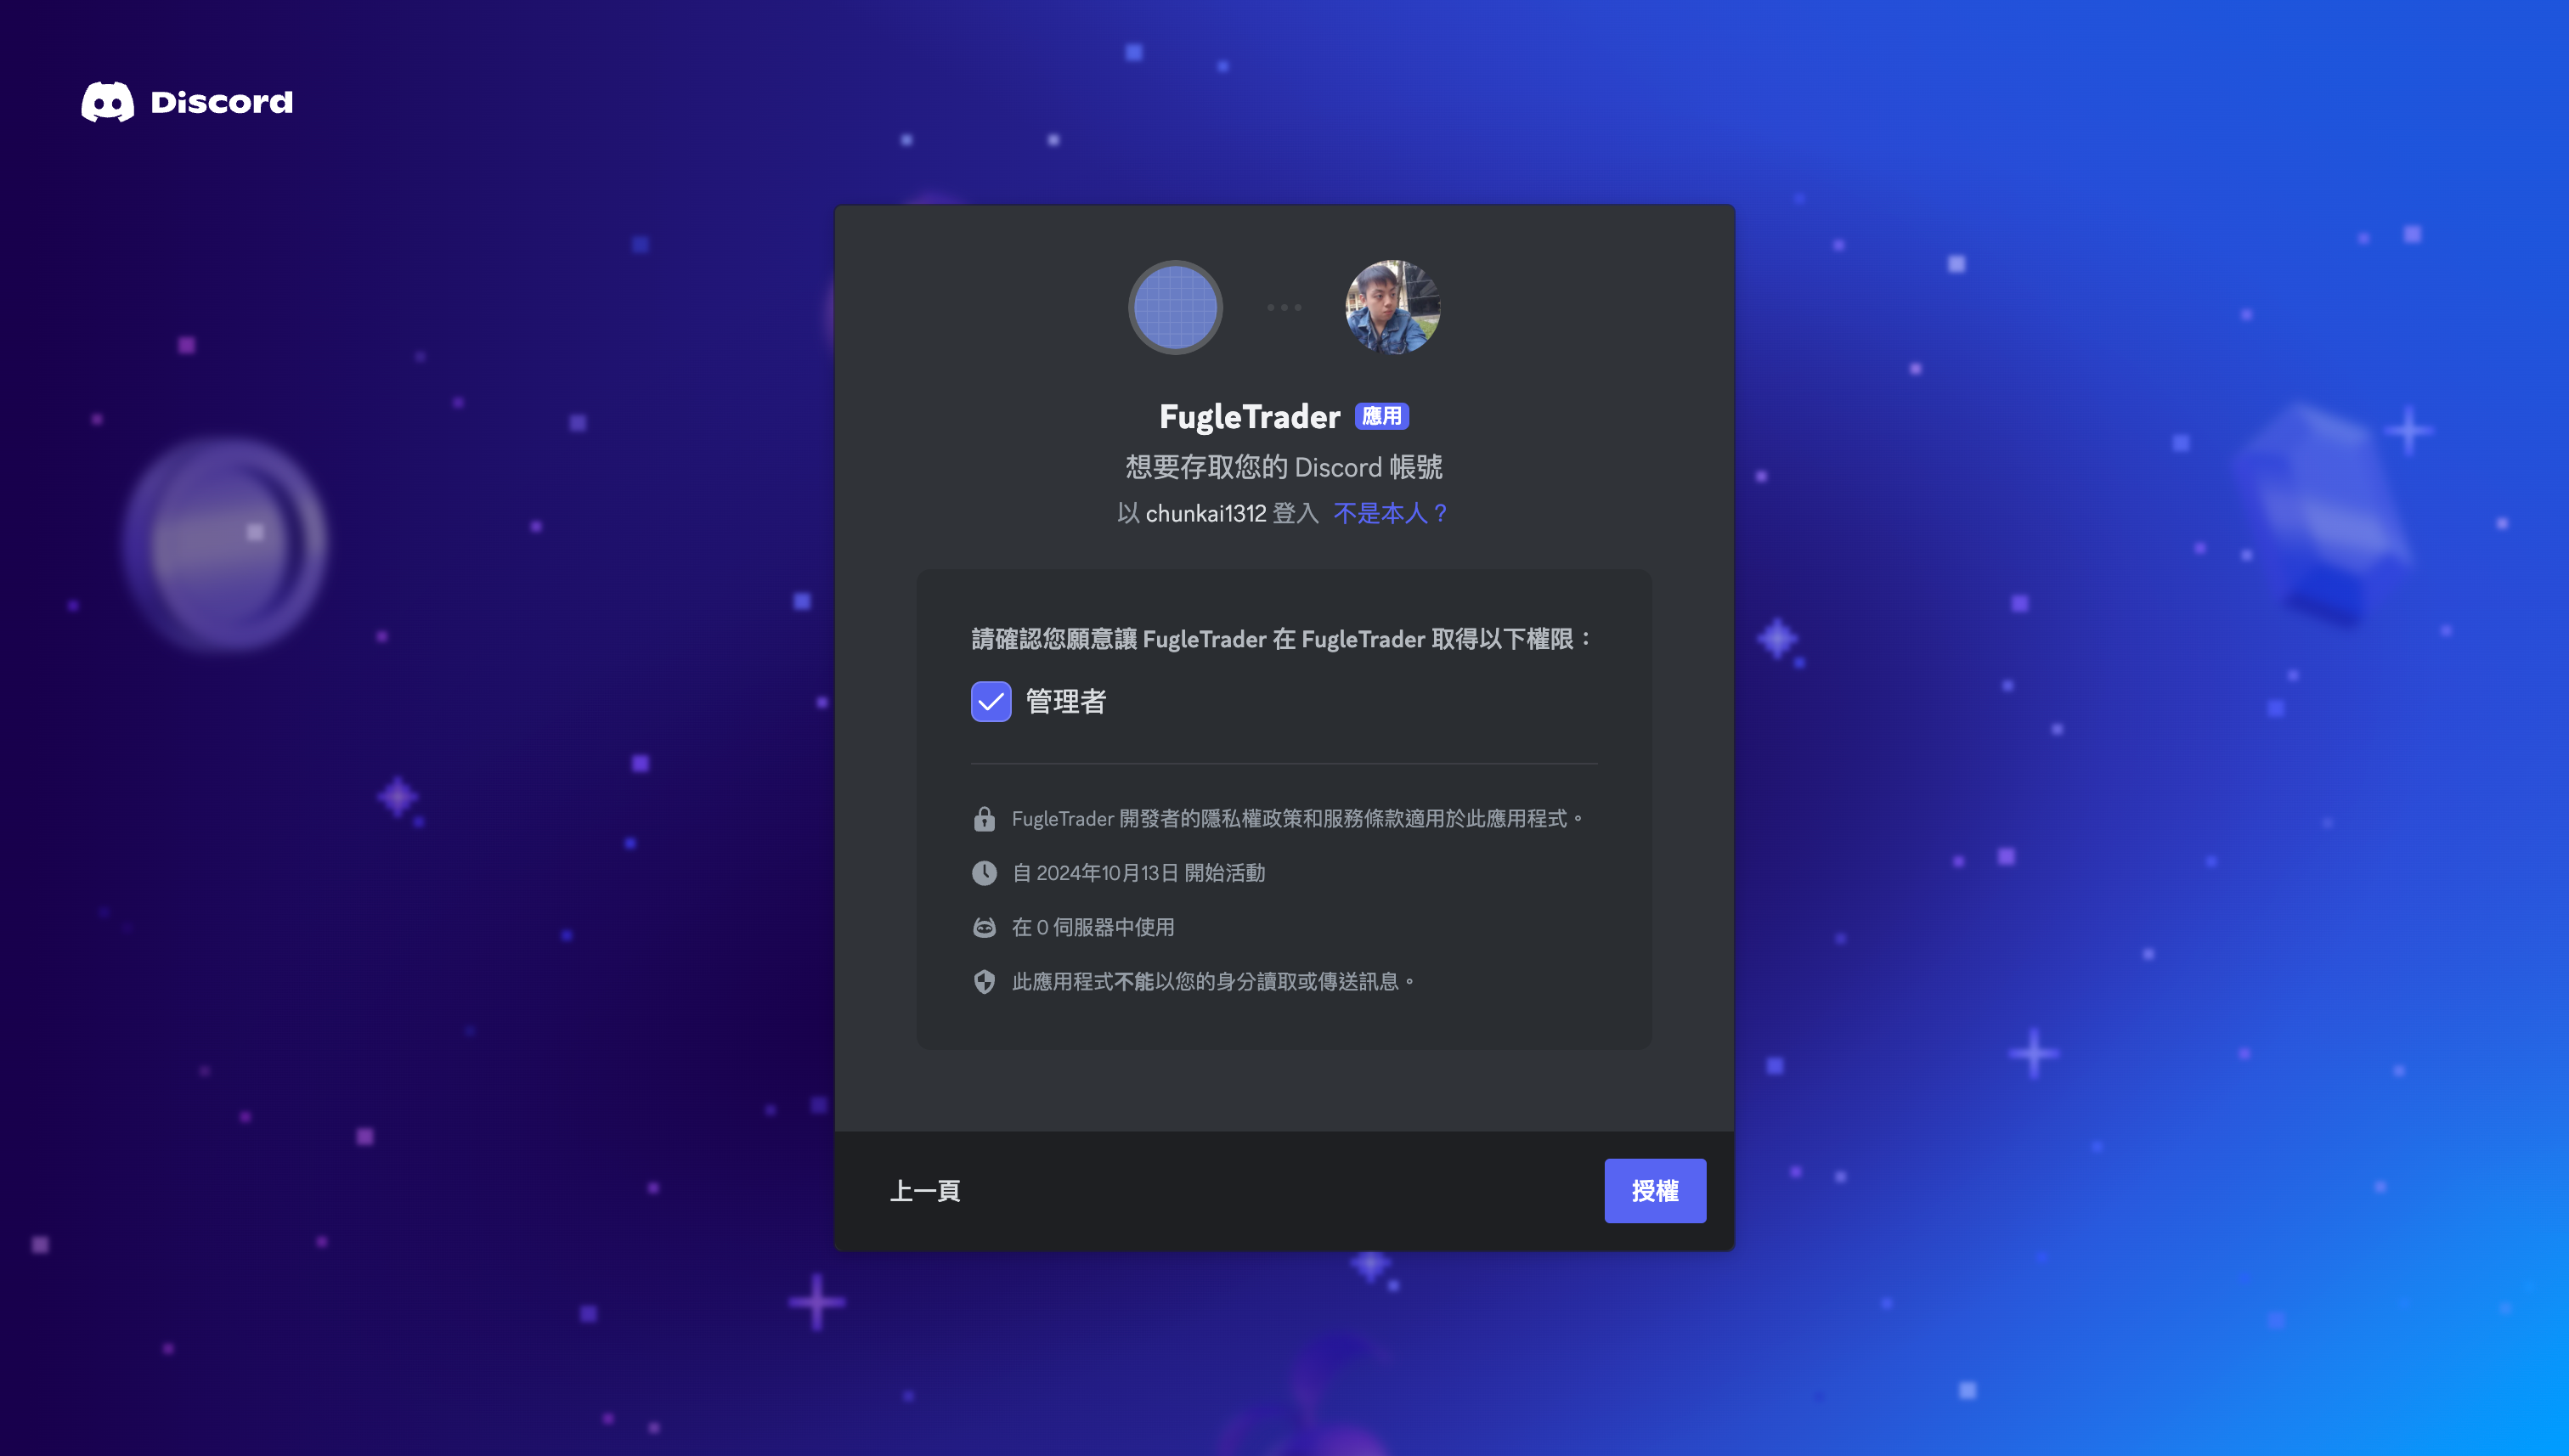 Discord
FugleTrader 應用
想要存取您的 Discord 帳號
以 chunkai1312 登入 不是本人？
請確認您願意讓 FugleTrader 在 FugleTrader 取得以下權限：
管理者
FugleTrader 開發者的隱私權政策和服務條款適用於此應用程式。
自 2024年10月13日 開始活動
在 0 伺服器中使用
此應用程式不能以您的身分讀取或傳送訊息。
上一頁
授權